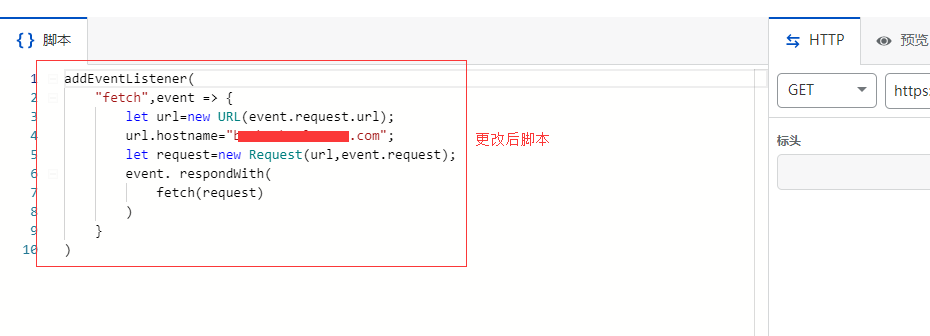 { } 脚本
HTTP
预览
1 addEventListener(
2 "fetch",event => {
3 let url=new URL(event.request.url);
4 url.hostname="b .com";
5 let request=new Request(url,event.request);
6 event. respondWith(
7 fetch(request)
8 )
9 }
10 )
更改后脚本
GET
https:
标头